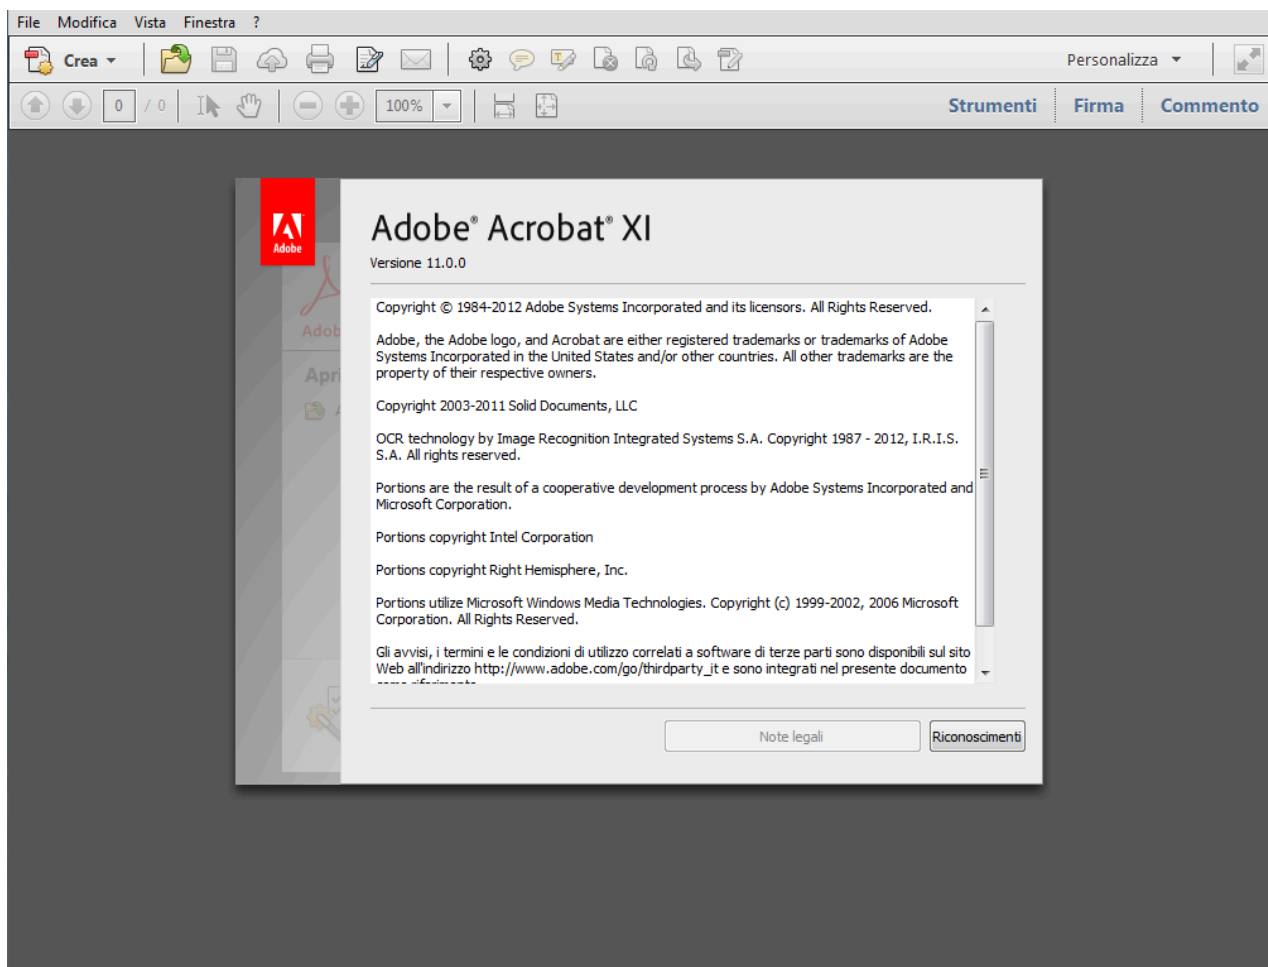 File Modifica Vista Finestra ?
Crea Personalizza
0 / 0 100% Strumenti Firma Commento
Adobe
Adobe® Acrobat® XI
Versione 11.0.0
Copyright © 1984-2012 Adobe Systems Incorporated and its licensors. All Rights Reserved.
Adobe, the Adobe logo, and Acrobat are either registered trademarks or trademarks of Adobe
Systems Incorporated in the United States and/or other countries. All other trademarks are the
property of their respective owners.
Copyright 2003-2011 Solid Documents, LLC
OCR technology by Image Recognition Integrated Systems S.A. Copyright 1987 - 2012, I.R.I.S.
S.A. All rights reserved.
Portions are the result of a cooperative development process by Adobe Systems Incorporated and
Microsoft Corporation.
Portions copyright Intel Corporation
Portions copyright Right Hemisphere, Inc.
Portions utilize Microsoft Windows Media Technologies. Copyright (c) 1999-2002, 2006 Microsoft
Corporation. All Rights Reserved.
Gli avvisi, i termini e le condizioni di utilizzo correlati a software di terze parti sono disponibili sul sito
Web all'indirizzo http://www.adobe.com/go/thirdparty_it e sono integrati nel presente documento
Note legali Riconoscimenti